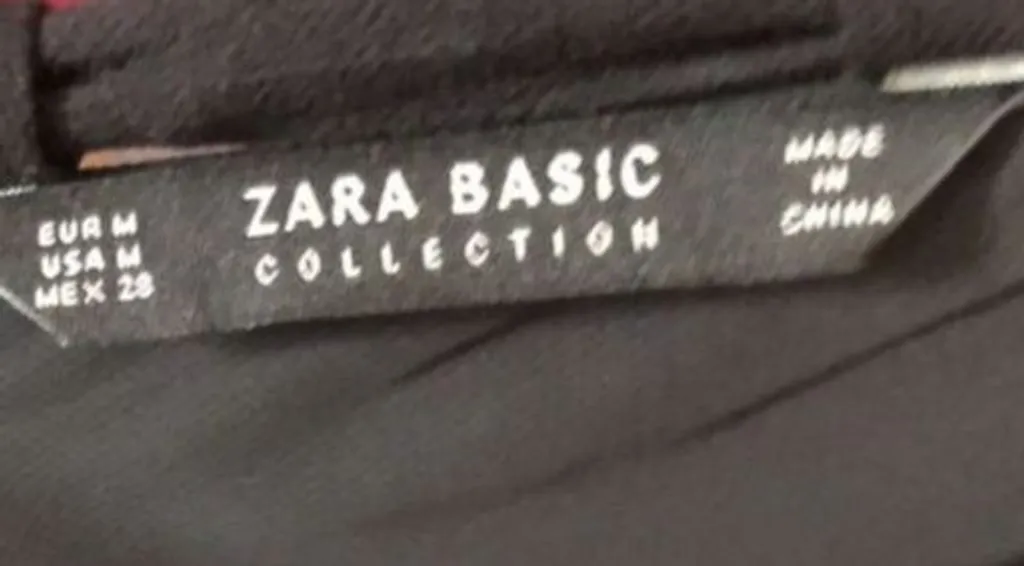 EUR M
USA M
MEX 28
ZARA BASIC
COLLECTION
MADE
IN
CHINA